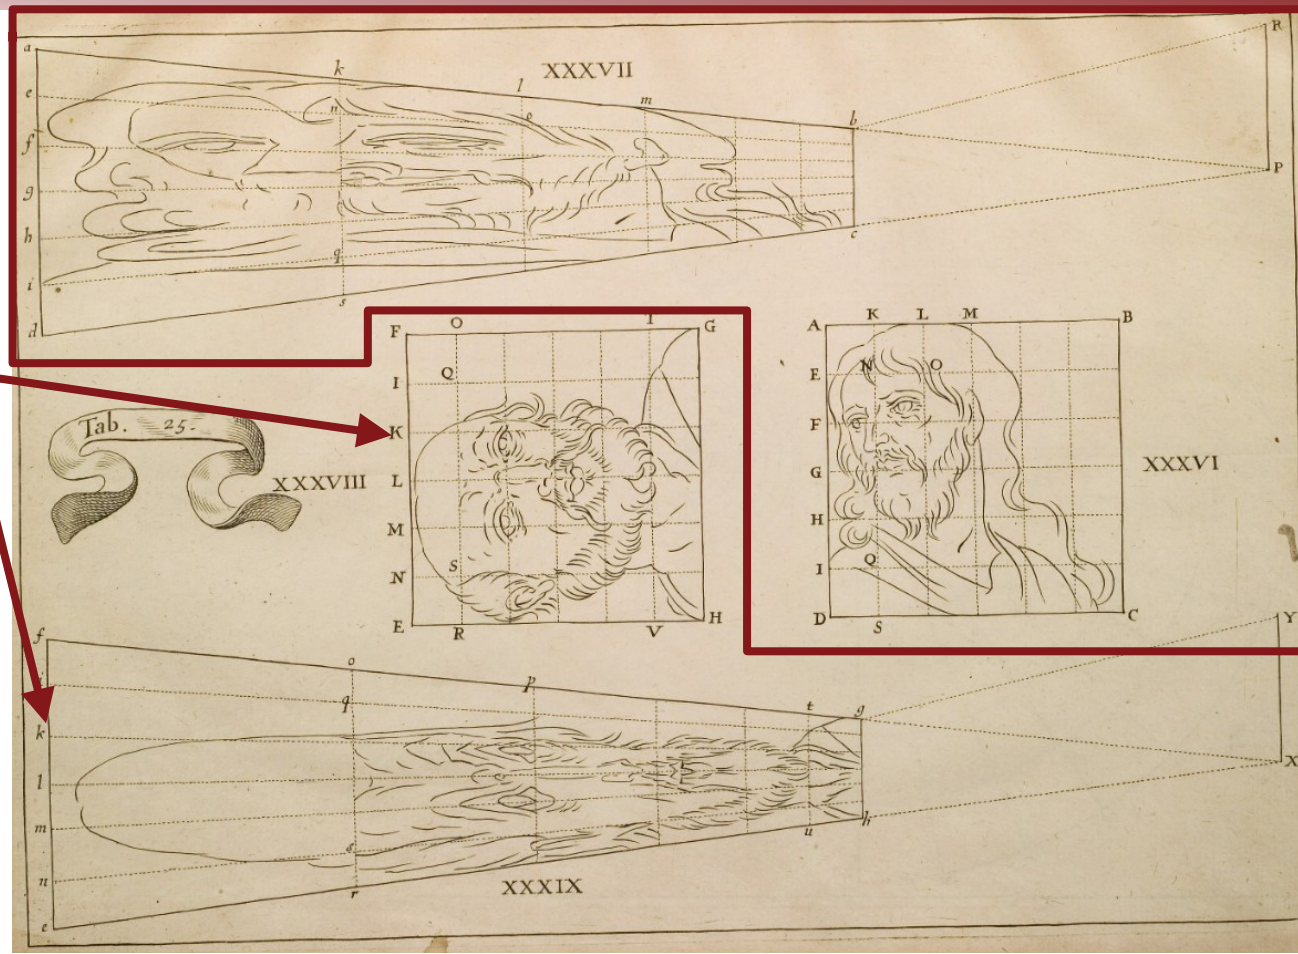 a
R
k
XXXVII
l
e
n
o
m
b
f
P
g
h
q
c
i
s
d
F
O
I
G
A
K
L
M
B
I
Q
E
N
O
K
F
Tab. 25.
XXXVIII
L
G
XXXVI
M
H
N
S
I
Q
E
R
V
H
D
S
C
f
Y
o
q
p
t
g
k
l
X
m
s
u
h
n
r
XXXIX
e